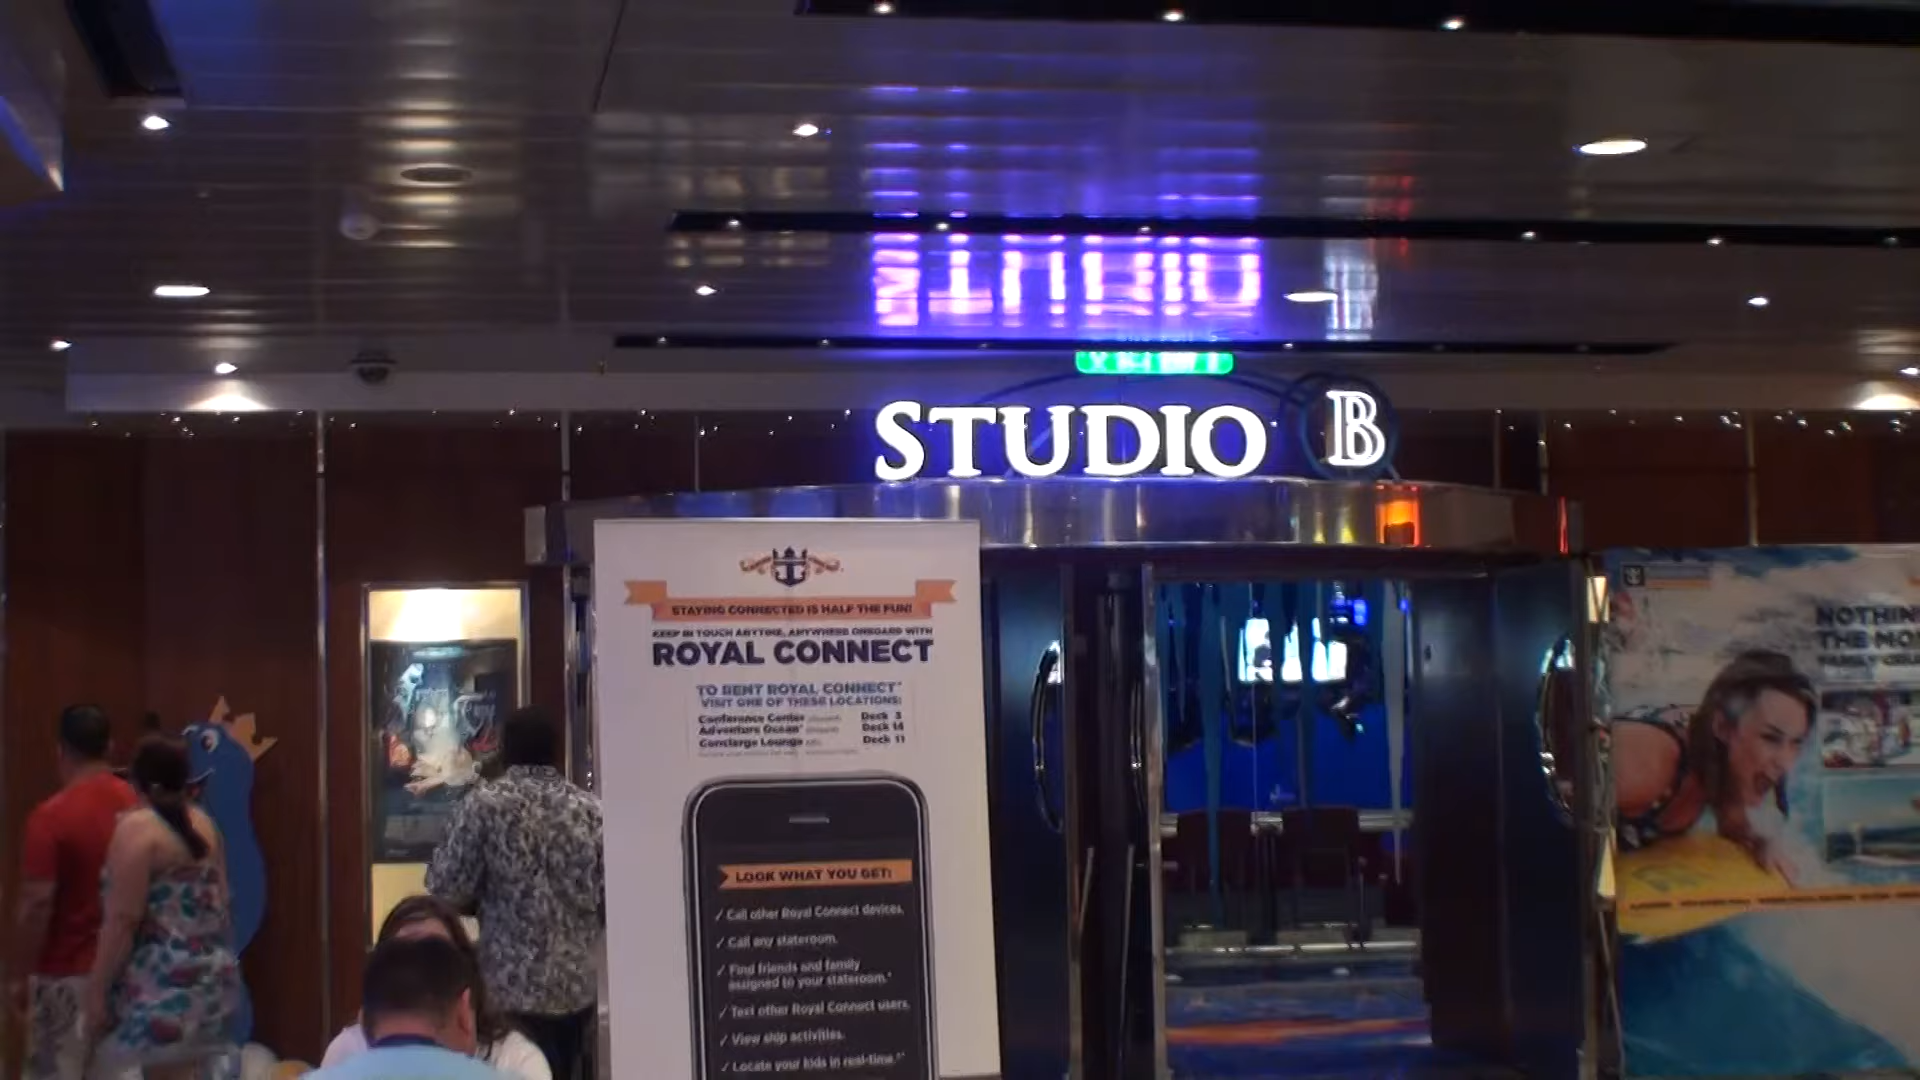 STUDIO B
STAYING CONNECTED IS HALF THE FUN!
KEEP IN TOUCH ANYTIME, ANYWHERE ONBOARD WITH
ROYAL CONNECT
TO RENT ROYAL CONNECT*
VISIT ONE OF THESE LOCATIONS:
Conference Center Deck 3
Adventure Ocean® Deck 14
Concierge Lounge Deck 11
LOOK WHAT YOU GET:
✓ Call other Royal Connect devices.
✓ Call any stateroom.
✓ Find friends and family
assigned to your stateroom.*
✓ Text other Royal Connect users.
✓ View ship activities.
✓ Locate your kids in real-time.**
NOTHIN
THE MO